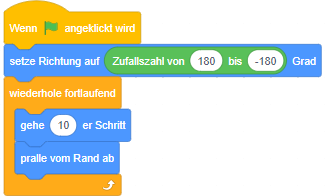 Wenn angeklickt wird
setze Richtung auf Zufallszahl von 180 bis -180 Grad
wiederhole fortlaufend
gehe 10 er Schritt
pralle vom Rand ab